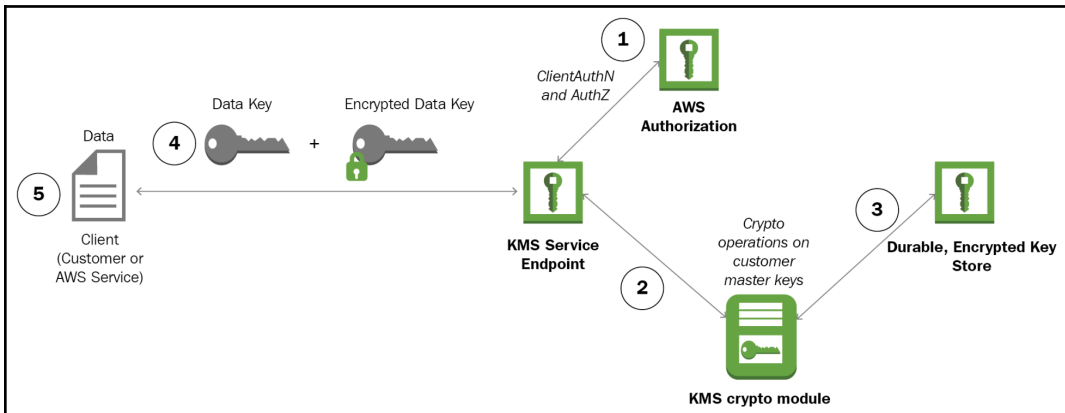 1
ClientAuthN
and AuthZ
AWS
Authorization
Data Key
Encrypted Data Key
4
+
Data
5
Client
(Customer or
AWS Service)
KMS Service
Endpoint
2
Crypto
operations on
customer
master keys
3
Durable, Encrypted Key
Store
KMS crypto module